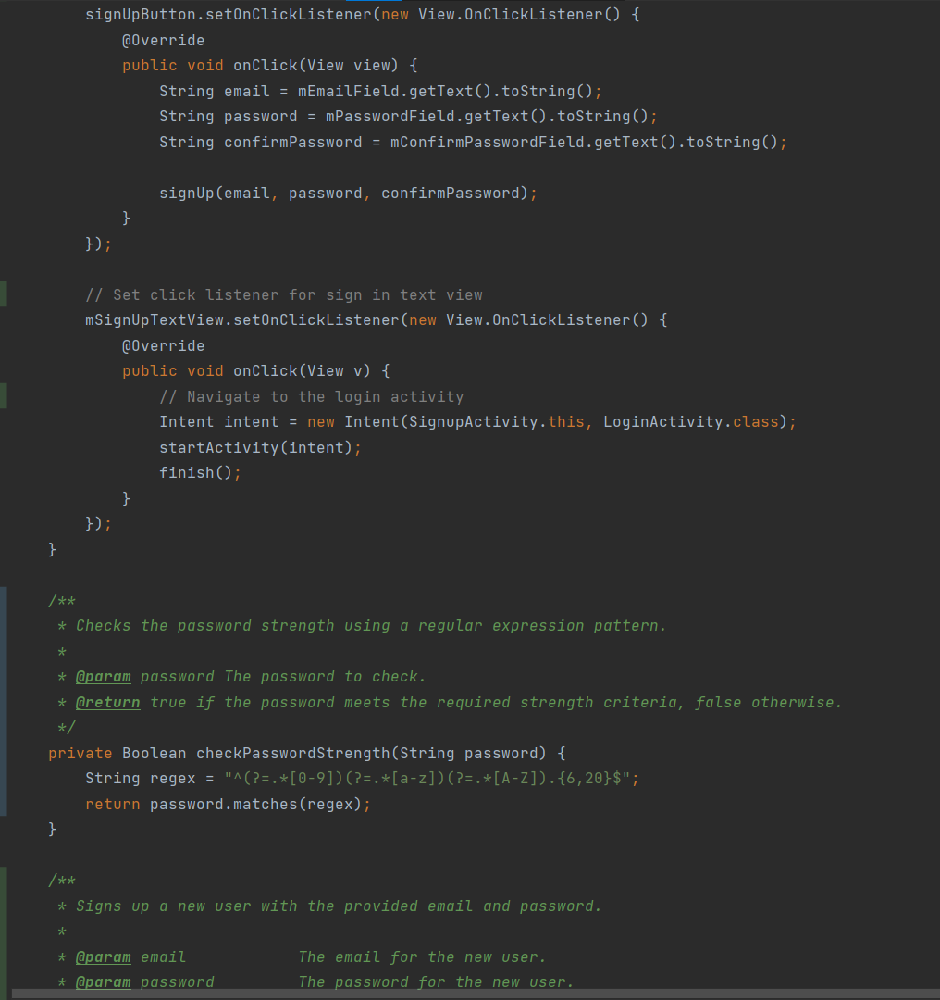 signUpButton.setOnClickListener(new View.OnClickListener() {
@Override
public void onClick(View view) {
String email = mEmailField.getText().toString();
String password = mPasswordField.getText().toString();
String confirmPassword = mConfirmPasswordField.getText().toString();
signUp(email, password, confirmPassword);
}
});
// Set click listener for sign in text view
mSignUpTextView.setOnClickListener(new View.OnClickListener() {
@Override
public void onClick(View v) {
// Navigate to the login activity
Intent intent = new Intent(SignupActivity.this, LoginActivity.class);
startActivity(intent);
finish();
}
});
}
/**
* Checks the password strength using a regular expression pattern.
*
* @param password The password to check.
* @return true if the password meets the required strength criteria, false otherwise.
*/
private Boolean checkPasswordStrength(String password) {
String regex = "^(?=.*[0-9])(?=.*[a-z])(?=.*[A-Z]).{6,20}$";
return password.matches(regex);
}
/**
* Signs up a new user with the provided email and password.
*
* @param email The email for the new user.
* @param password The password for the new user.